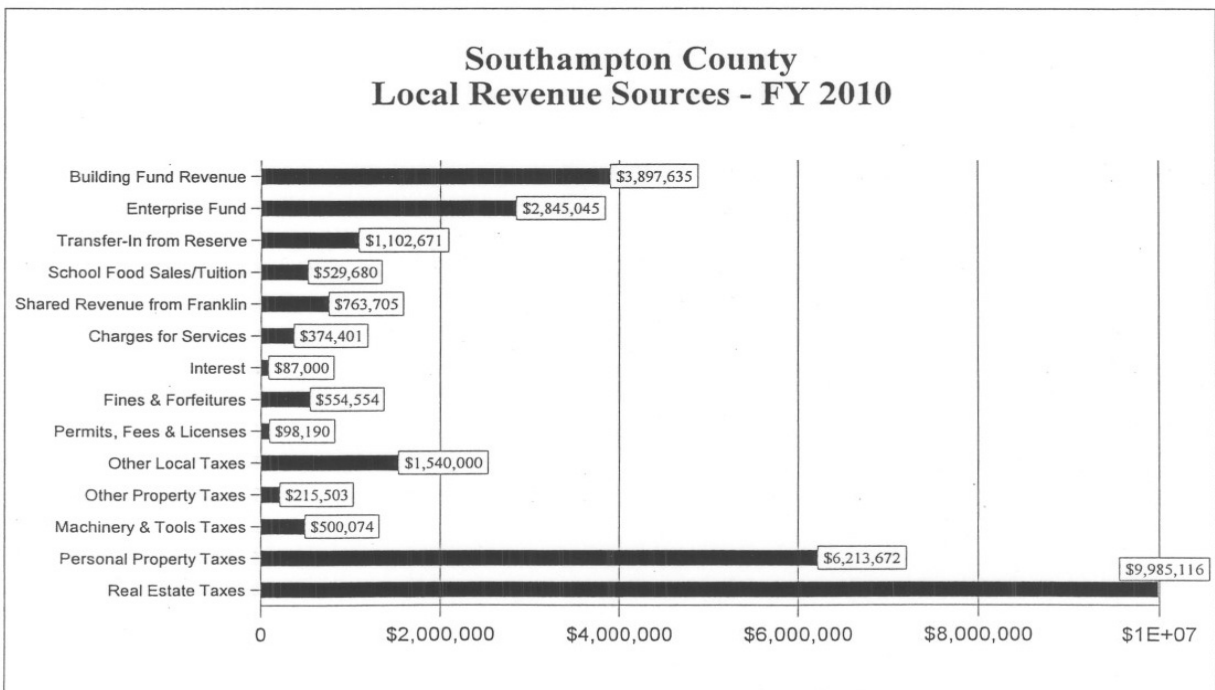 Southampton County
Local Revenue Sources - FY 2010
Building Fund Revenue $3,897,635
Enterprise Fund $2,845,045
Transfer-In from Reserve $1,102,671
School Food Sales/Tuition $529,680
Shared Revenue from Franklin $763,705
Charges for Services $374,401
Interest $87,000
Fines & Forfeitures $554,554
Permits, Fees & Licenses $98,190
Other Local Taxes $1,540,000
Other Property Taxes $215,503
Machinery & Tools Taxes $500,074
Personal Property Taxes $6,213,672
Real Estate Taxes $9,985,116
0 $2,000,000 $4,000,000 $6,000,000 $8,000,000 $1E+07